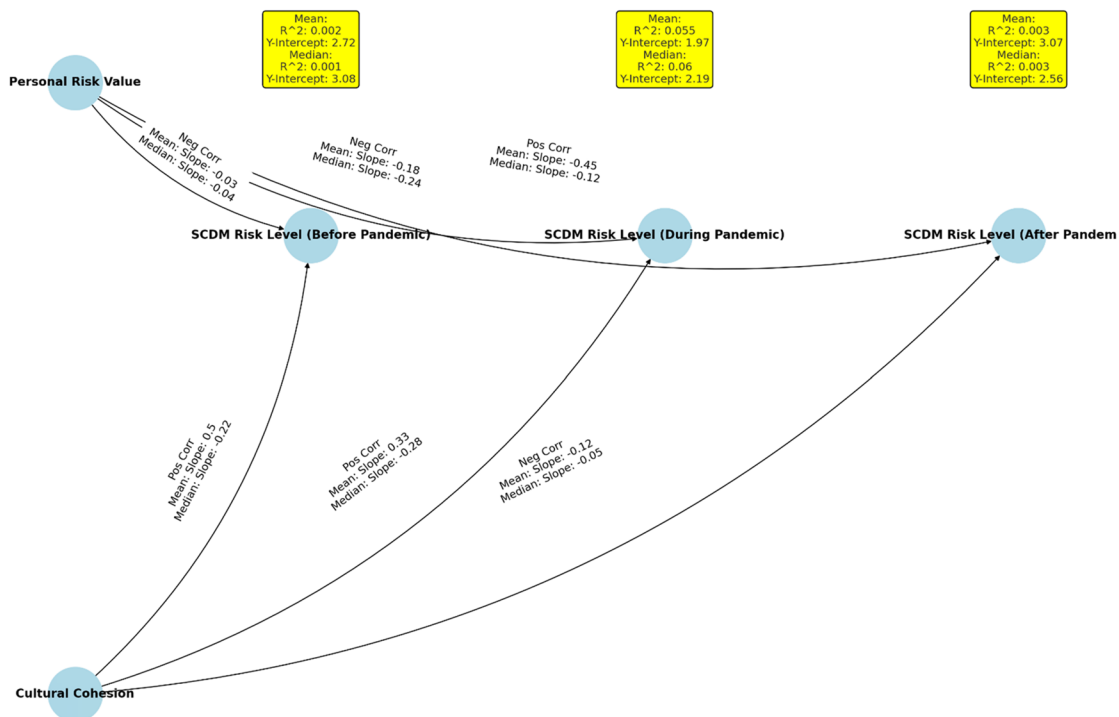 Mean:
R^2: 0.002
Y-Intercept: 2.72
Median:
R^2: 0.001
Y-Intercept: 3.08
Mean:
R^2: 0.055
Y-Intercept: 1.97
Median:
R^2: 0.06
Y-Intercept: 2.19
Mean:
R^2: 0.003
Y-Intercept: 3.07
Median:
R^2: 0.003
Y-Intercept: 2.56
Personal Risk Value
Neg Corr
Mean: Slope: -0.03
Median: Slope: -0.04
Neg Corr
Mean: Slope: -0.18
Median: Slope: -0.24
Pos Corr
Mean: Slope: -0.45
Median: Slope: -0.12
SCDM Risk Level (Before Pandemic)
SCDM Risk Level (During Pandemic)
SCDM Risk Level (After Pandem
Pos Corr
Mean: Slope: 0.5
Median: Slope: -0.22
Pos Corr
Mean: Slope: 0.33
Median: Slope: -0.28
Neg Corr
Mean: Slope: -0.12
Median: Slope: -0.05
Cultural Cohesion